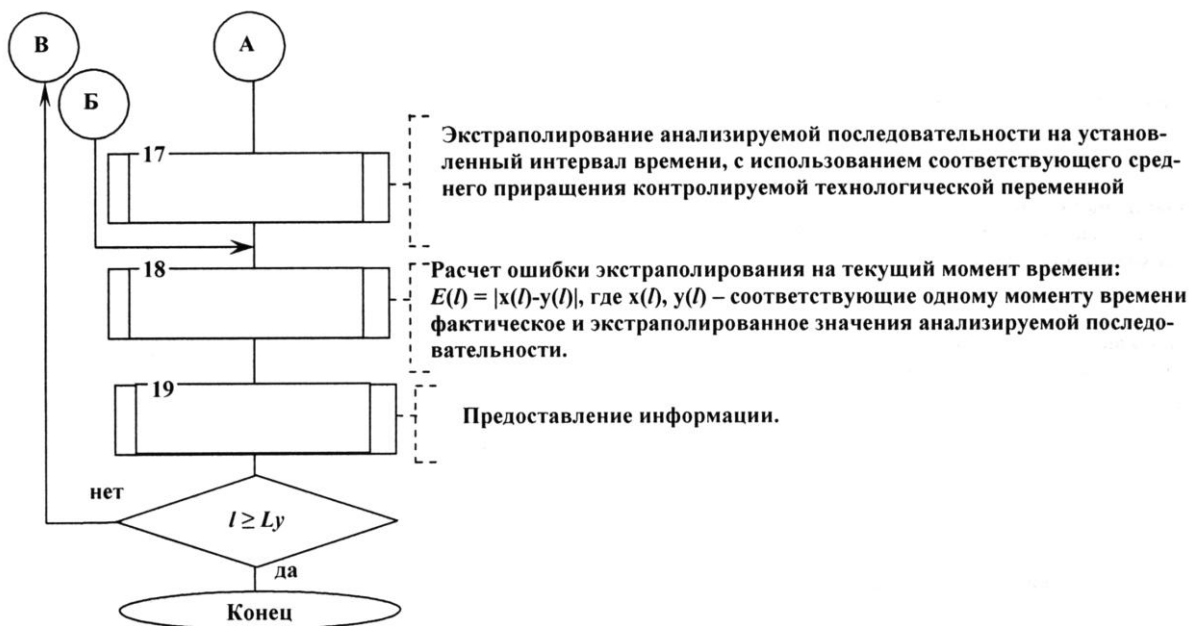 В
А
Б
17
Экстраполирование анализируемой последовательности на установ-
ленный интервал времени, с использованием соответствующего сред-
него приращения контролируемой технологической переменной
18
Расчет ошибки экстраполирования на текущий момент времени:
E(l) = |x(l)-y(l)|, где x(l), y(l) – соответствующие одному моменту времени
фактическое и экстраполированное значения анализируемой последо-
вательности.
19
Предоставление информации.
нет
l ≥ Ly
да
Конец